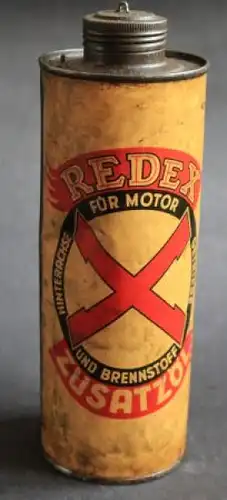 REDEX
FÜR MOTOR
HINTERACHSE
UND BRENNSTOFF
ZUSATZÖL